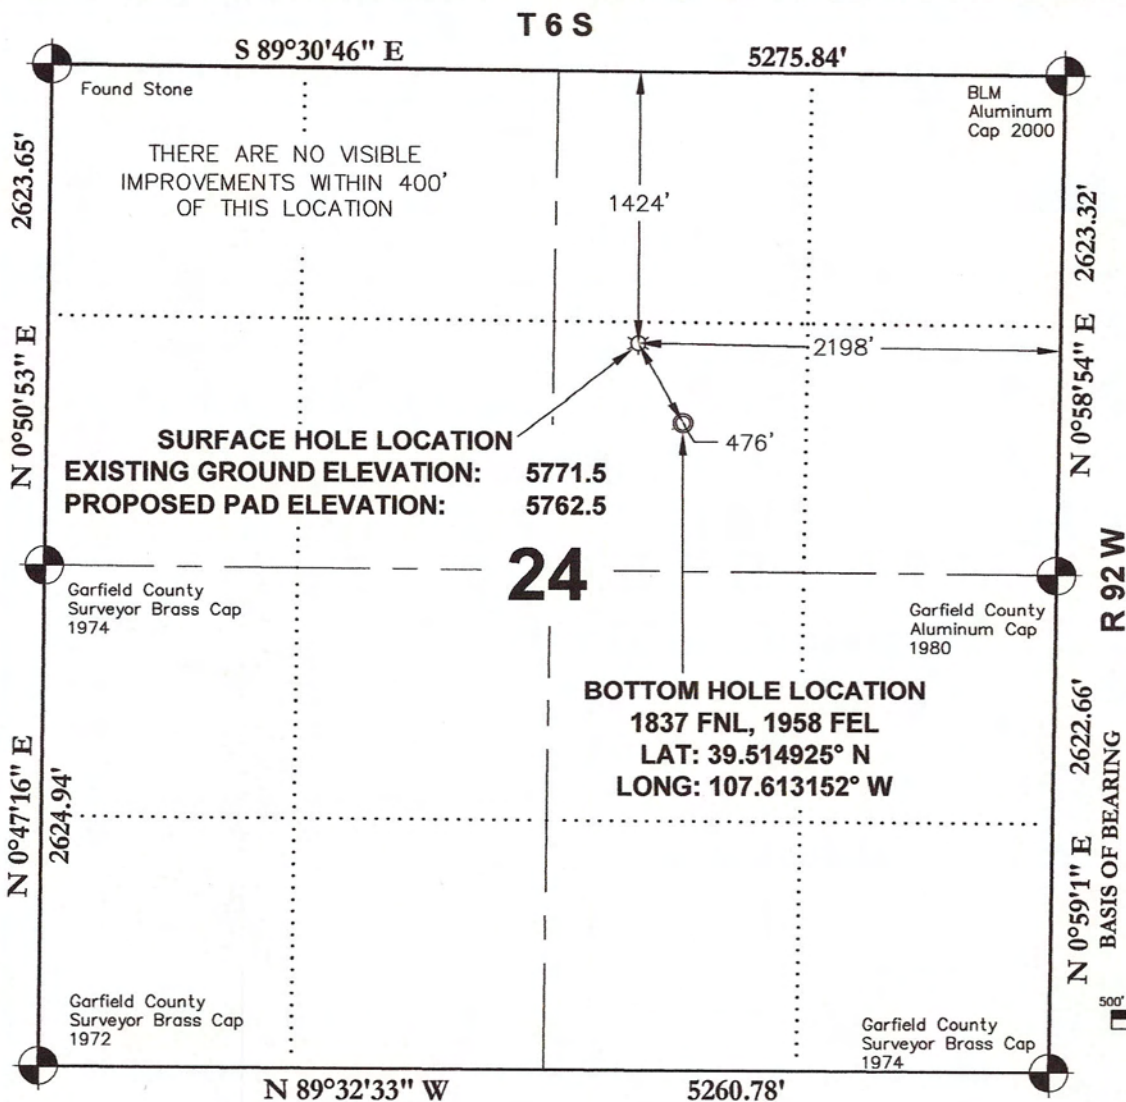 T 6 S
S 89°30'46" E
5275.84'
Found Stone
BLM
Aluminum
Cap 2000
2623.65'
THERE ARE NO VISIBLE
IMPROVEMENTS WITHIN 400'
OF THIS LOCATION
1424'
2623.32'
N 0°50'53" E
2198'
N 0°58'54" E
476'
SURFACE HOLE LOCATION
EXISTING GROUND ELEVATION: 5771.5
PROPOSED PAD ELEVATION: 5762.5
24
R 92 W
Garfield County
Surveyor Brass Cap
1974
Garfield County
Aluminum Cap
1980
BOTTOM HOLE LOCATION
1837 FNL, 1958 FEL
LAT: 39.514925° N
LONG: 107.613152° W
N 0°47'16" E
2624.94'
2622.66'
N 0°59'1" E
BASIS OF BEARING
Garfield County
Surveyor Brass Cap
1972
500'
Garfield County
Surveyor Brass Cap
1974
N 89°32'33" W
5260.78'